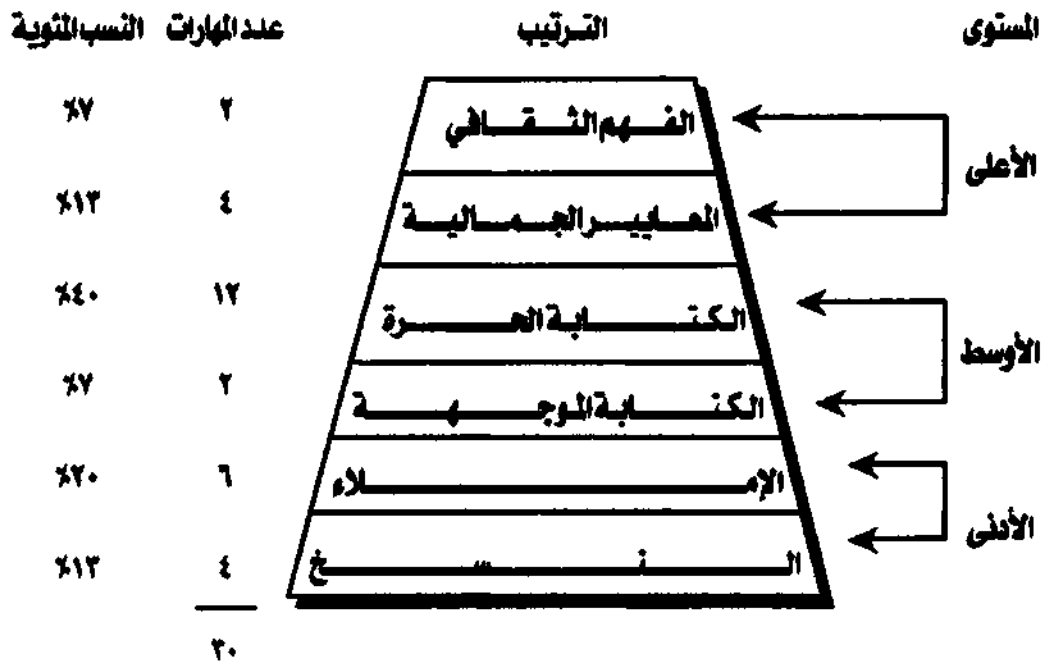 المستوى الترتيب عدد المهارات النسب المئوية
الفهم الثقافي ٢ ٧٪
الأعلى
المعايير الجمالية ٤ ١٣٪
الكتابة الحرة ١٢ ٤٠٪
الأوسط
الكتابة الموجهة ٢ ٧٪
الإملاء ٦ ٢٠٪
الأدنى
النسخ ٤ ١٣٪
٣٠